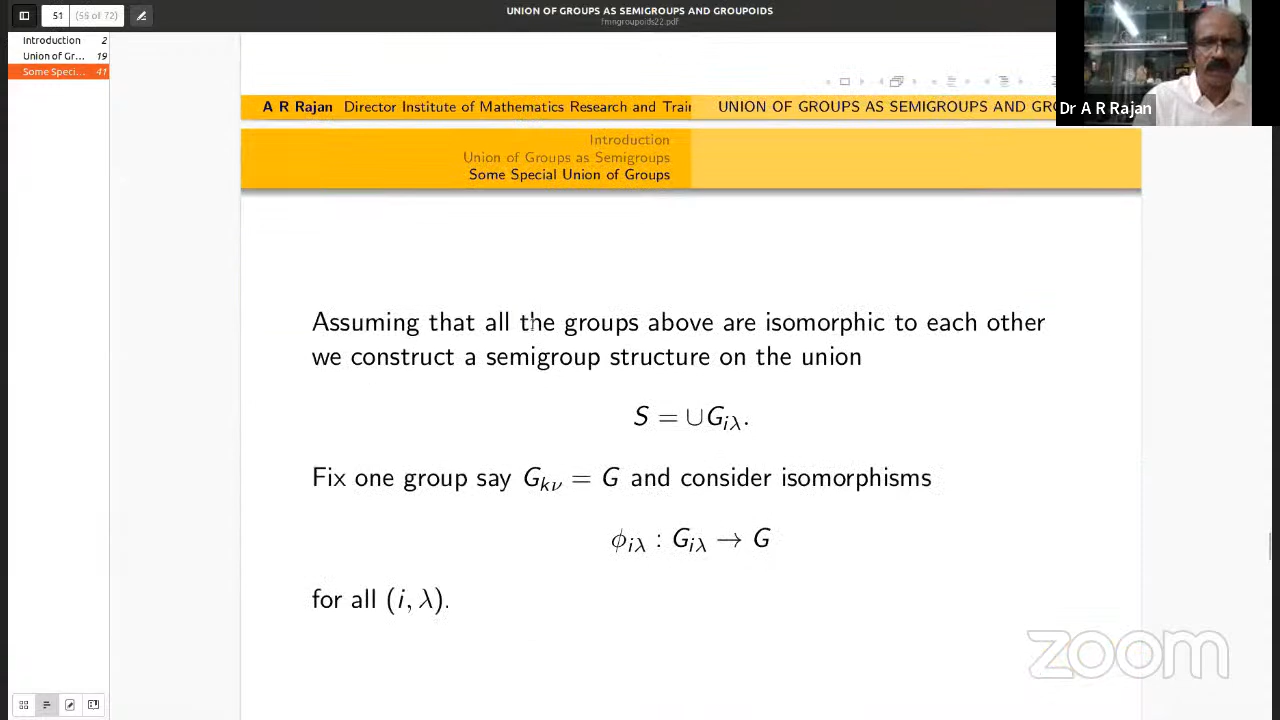 51 (55 of 72)
UNION OF GROUPS AS SEMIGROUPS AND GROUPOIDS
fmngroupoids22.pdf
Introduction 2
Union of Gr... 19
Some Speci... 41
Dr A R Rajan
A R Rajan Director Institute of Mathematics Research and Trai UNION OF GROUPS AS SEMIGROUPS AND GRO
Introduction
Union of Groups as Semigroups
Some Special Union of Groups
Assuming that all the groups above are isomorphic to each other
we construct a semigroup structure on the union
S = ∪G_{iλ}.
Fix one group say G_{kν} = G and consider isomorphisms
ϕ_{iλ} : G_{iλ} → G
for all (i, λ).
zoom